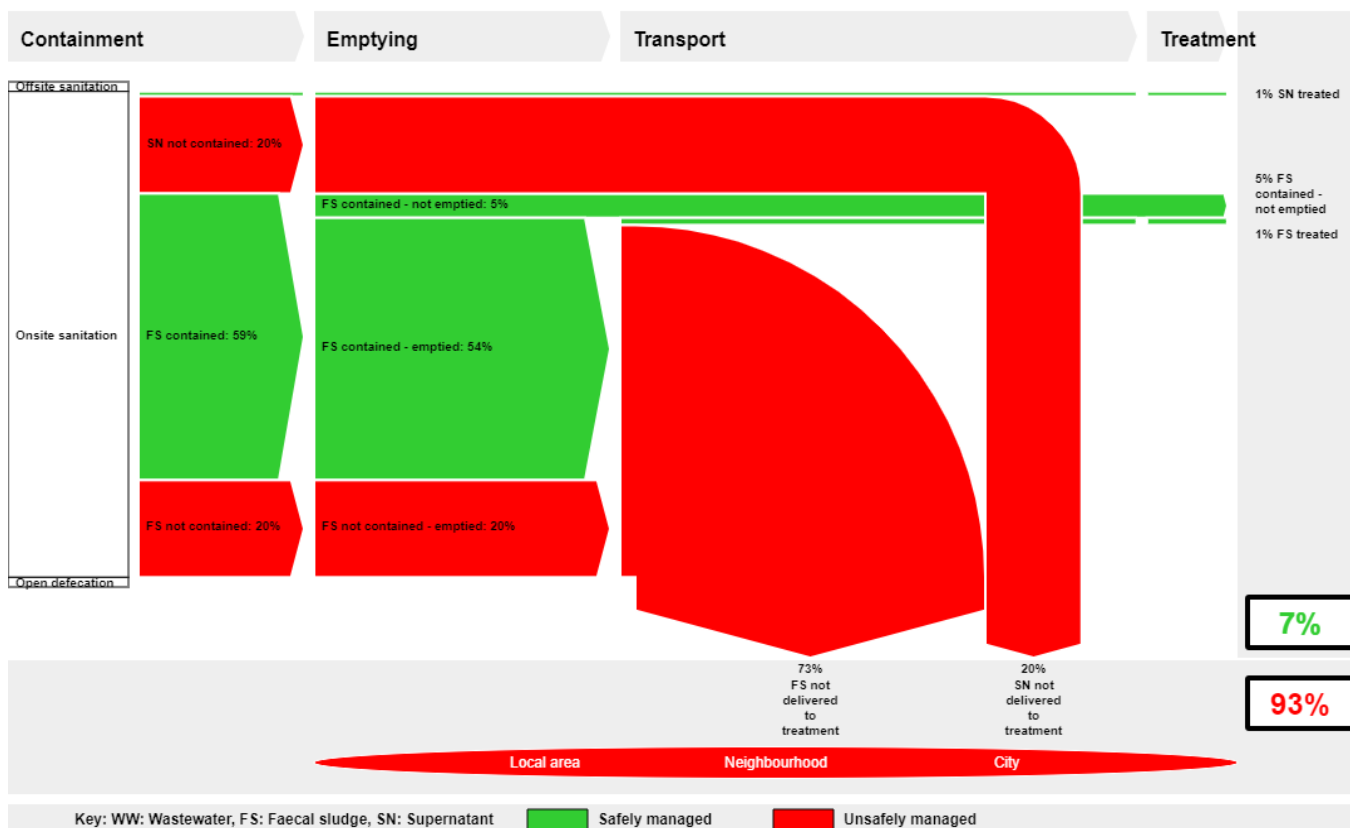 Containment
Emptying
Transport
Treatment
Offsite sanitation
1% SN treated
SN not contained: 20%
5% FS
contained -
not emptied
FS contained - not emptied: 5%
1% FS treated
Onsite sanitation
FS contained: 59%
FS contained - emptied: 54%
FS not contained: 20%
FS not contained - emptied: 20%
Open defecation
7%
73%
FS not
delivered
to
treatment
20%
SN not
delivered
to
treatment
93%
Local area
Neighbourhood
City
Key: WW: Wastewater, FS: Faecal sludge, SN: Supernatant
Safely managed
Unsafely managed